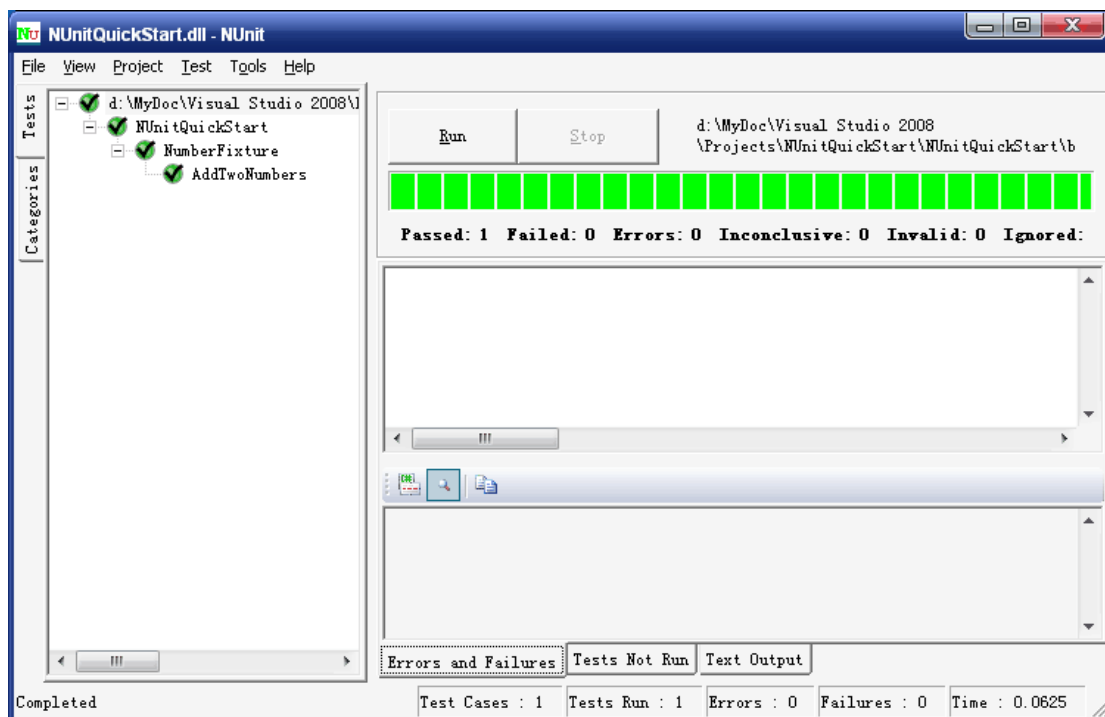 NU NUnitQuickStart.dll - NUnit
File View Project Test Tools Help
Tests
Categories
d:\MyDoc\Visual Studio 2008\
NUnitQuickStart
NumberFixture
AddTwoNumbers
Run
Stop
d:\MyDoc\Visual Studio 2008
\Projects\NUnitQuickStart\NUnitQuickStart\b
Passed: 1 Failed: 0 Errors: 0 Inconclusive: 0 Invalid: 0 Ignored:
Errors and Failures
Tests Not Run
Text Output
Completed
Test Cases : 1
Tests Run : 1
Errors : 0
Failures : 0
Time : 0.0625